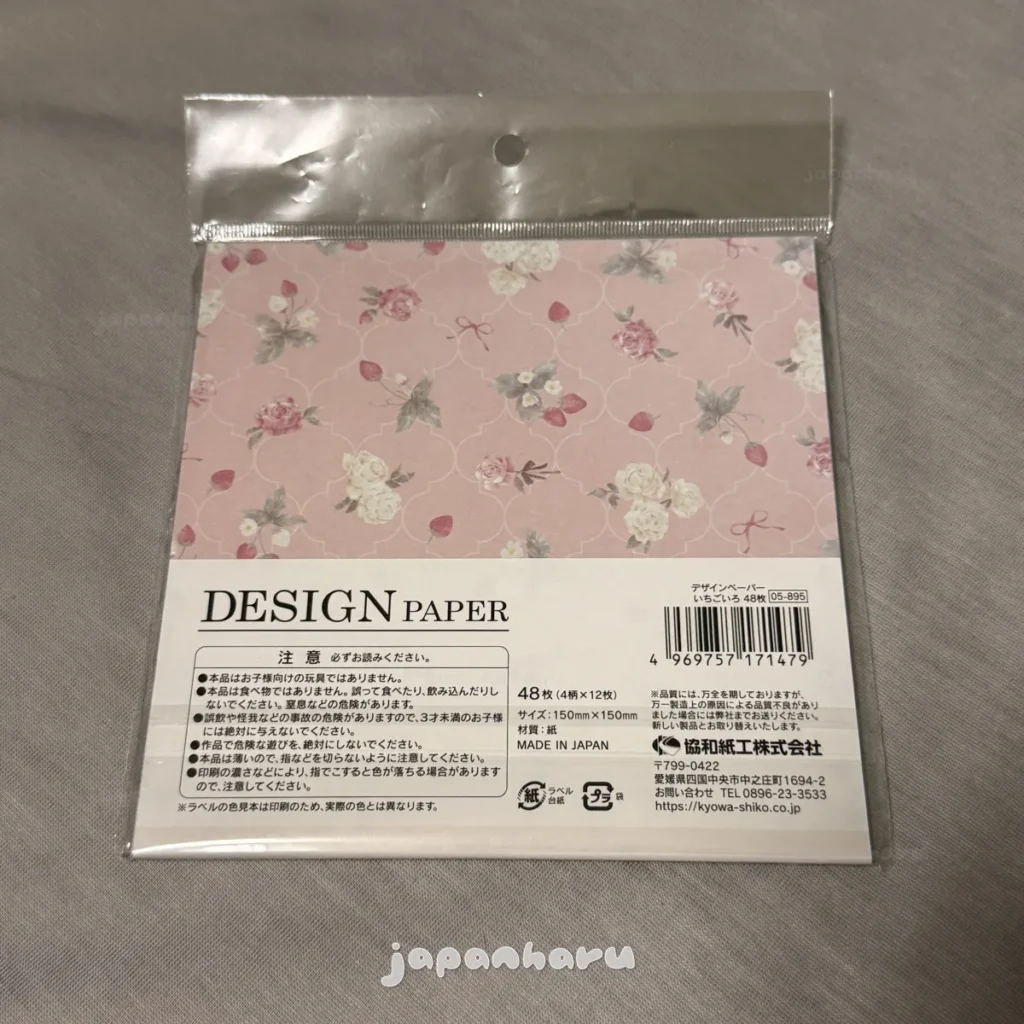 japanharu
japanharu
DESIGN PAPER
注意 必ずお読みください。
●本品はお子様向けの玩具ではありません。
●本品は食べ物ではありません。誤って食べたり、飲み込んだりし
ないでください。窒息などの危険があります。
●誤飲や怪我などの事故の危険がありますので、3才未満のお子様
には絶対に与えないでください。
●作品で危険な遊びを、絶対にしないでください。
●本品は薄いので、指などを切らないように注意してください。
●印刷の濃さなどにより、指でこすると色が落ちる場合があります
ので、注意してください。
※ラベルの色見本は印刷のため、実際の色とは異なります。
48枚(4柄×12枚)
サイズ:150mm×150mm
材質:紙
MADE IN JAPAN
紙 ラベル
台紙
プラ 袋
デザインペーパー
いちごいろ 48枚 05-895
4 969757 171479
※品質には、万全を期しておりますが、
万一製造上の原因による品質不良があり
ました場合には弊社までお送りください。
新しい製品とお取り替えいたします。
協和紙工株式会社
〒799-0422
愛媛県四国中央市中之庄町1694-2
お問い合わせ TEL 0896-23-3533
https://kyowa-shiko.co.jp
japanharu